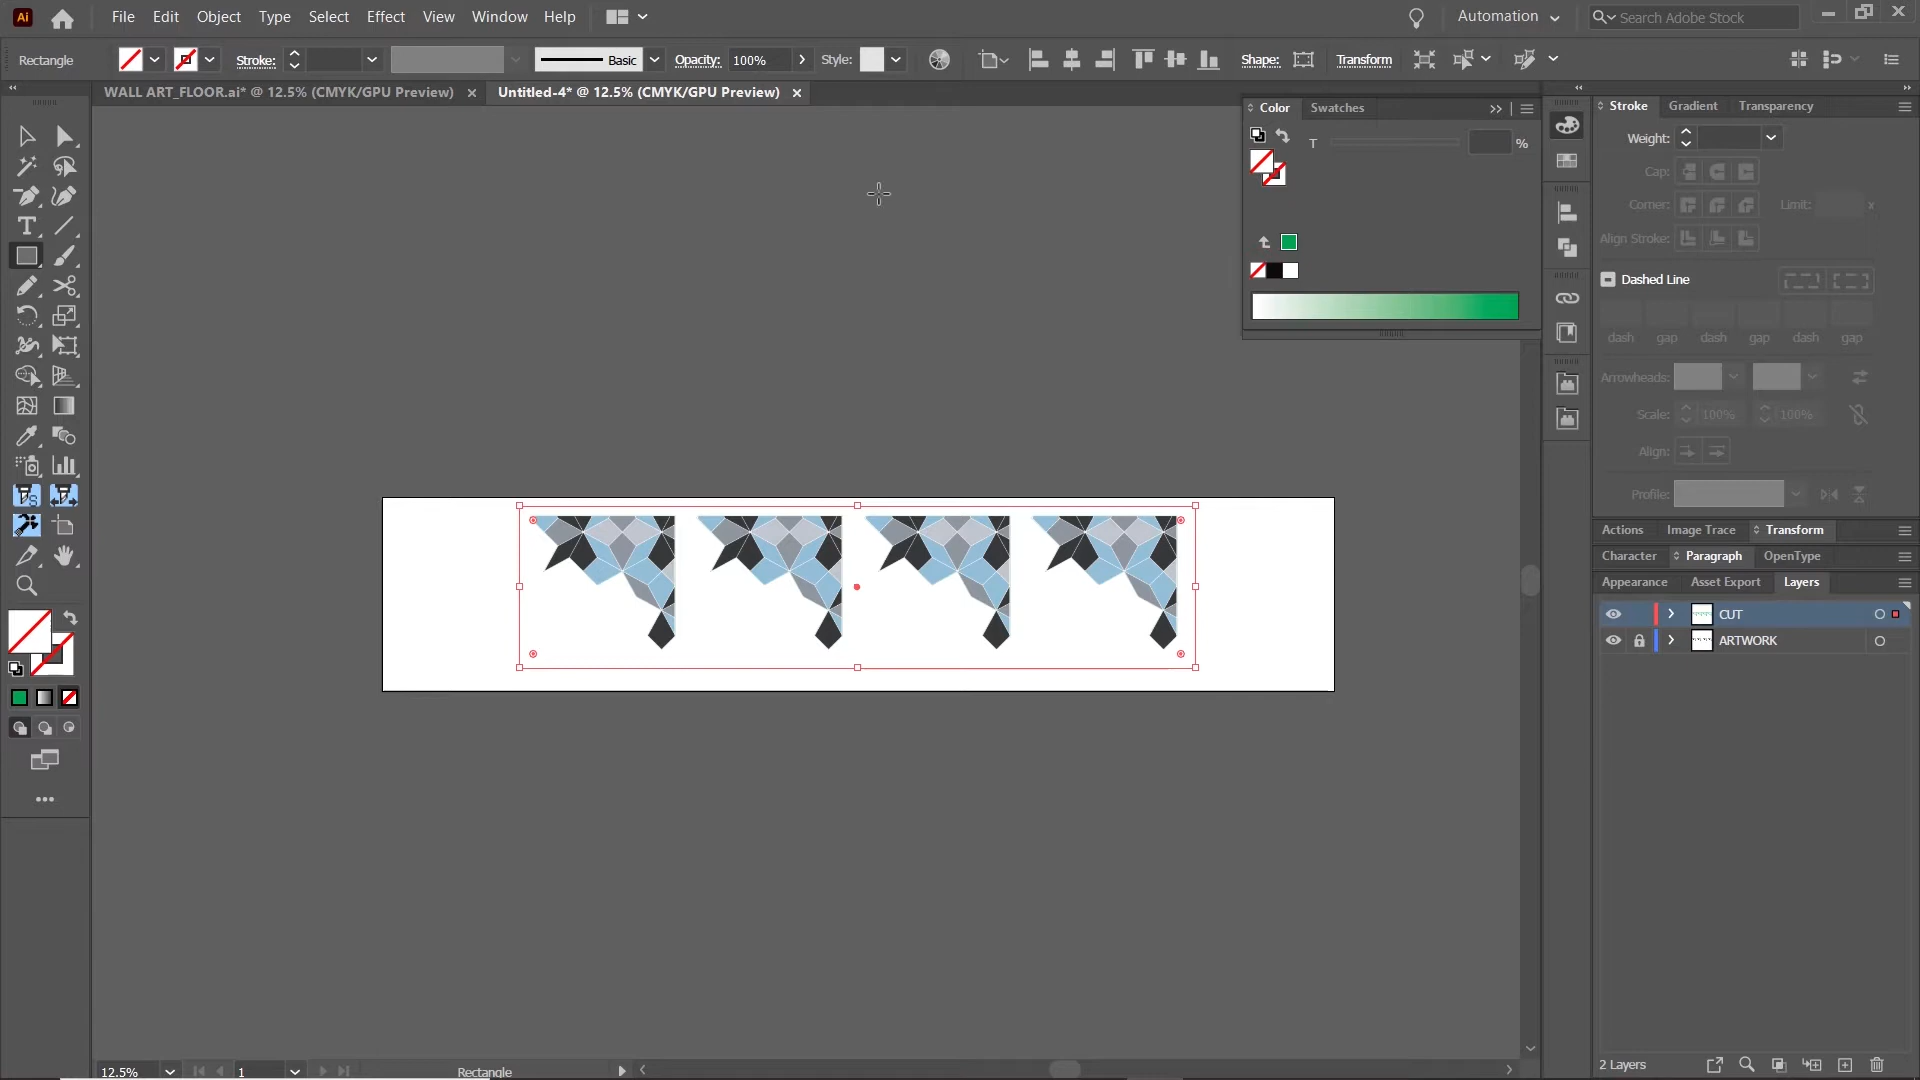 Ai File Edit Object Type Select Effect View Window Help Automation Search Adobe Stock
Rectangle Stroke: Basic Opacity: 100% Style: Shape: Transform
WALL ART_FLOOR.ai* @ 12.5% (CMYK/GPU Preview) Untitled-4* @ 12.5% (CMYK/GPU Preview)
Color Swatches
T %
Stroke Gradient Transparency
Weight:
Cap:
Corner: Limit: x
Align Stroke:
Dashed Line
dash gap dash gap dash gap
Arrowheads:
Scale: 100% 100%
Align:
Profile:
Actions Image Trace Transform
Character Paragraph OpenType
Appearance Asset Export Layers
CUT
ARTWORK
2 Layers
12.5% 1 Rectangle